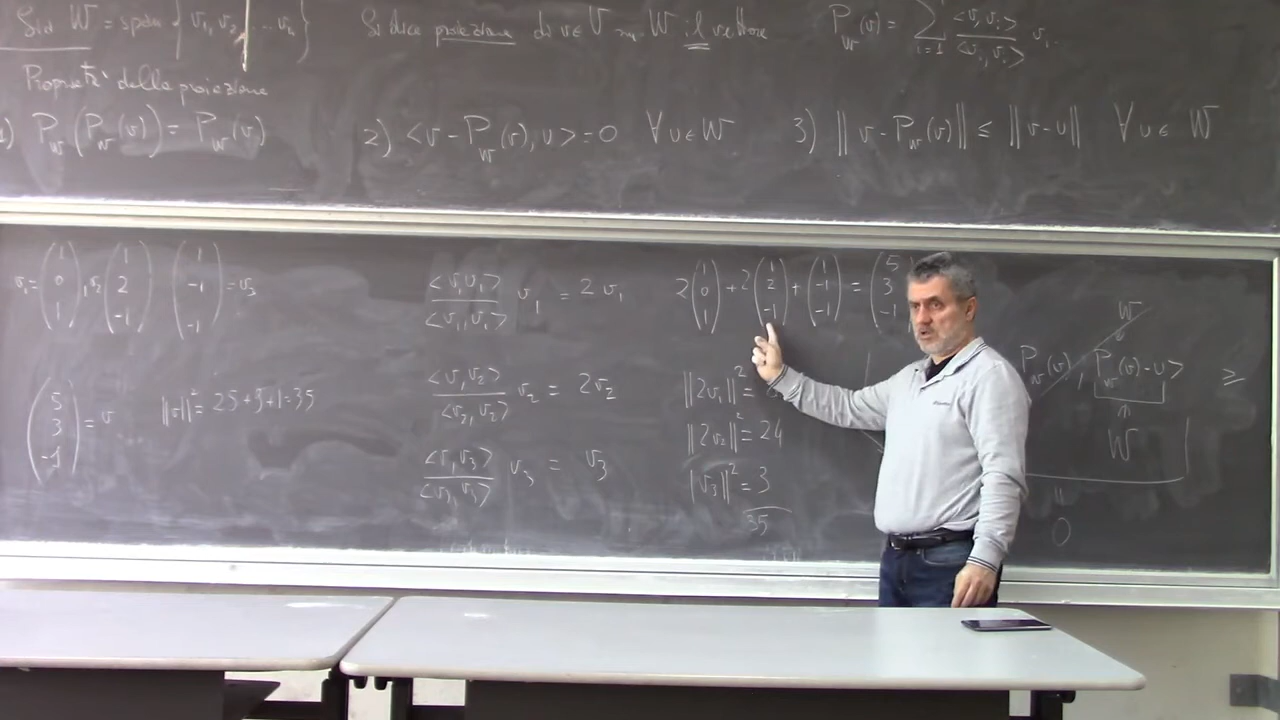 Sia W = span { v₁, v₂, ... vₙ } Si dice proiezione di v ∈ V su W il vettore P_W(v) = Σ_{i=1} <v, vᵢ> / <vᵢ, vᵢ> vᵢ
Proprietà della proiezione
1) P_W(P_W(v)) = P_W(v) 2) <v - P_W(v), u> = 0 ∀ u ∈ W 3) || v - P_W(v) || ≤ || v - u || ∀ u ∈ W
v₁ = (1 0 1), v₂ (1 2 -1) (1 -1 -1) = v₃
(5 3 -1) = v ||v||² = 25+9+1=35
<v, v₁> / <v₁, v₁> v₁ = 2 v₁
<v, v₂> / <v₂, v₂> v₂ = 2v₂
<v, v₃> / <v₃, v₃> v₃ = v₃
2 (1 0 1) + 2 (1 2 -1) + (1 -1 -1) = (5 3 -1)
||2v₁||² =
||2v₂||² = 24
||v₃||² = 3
35
W
P_W(v), P_W(v) - u> ≥
W
"
0